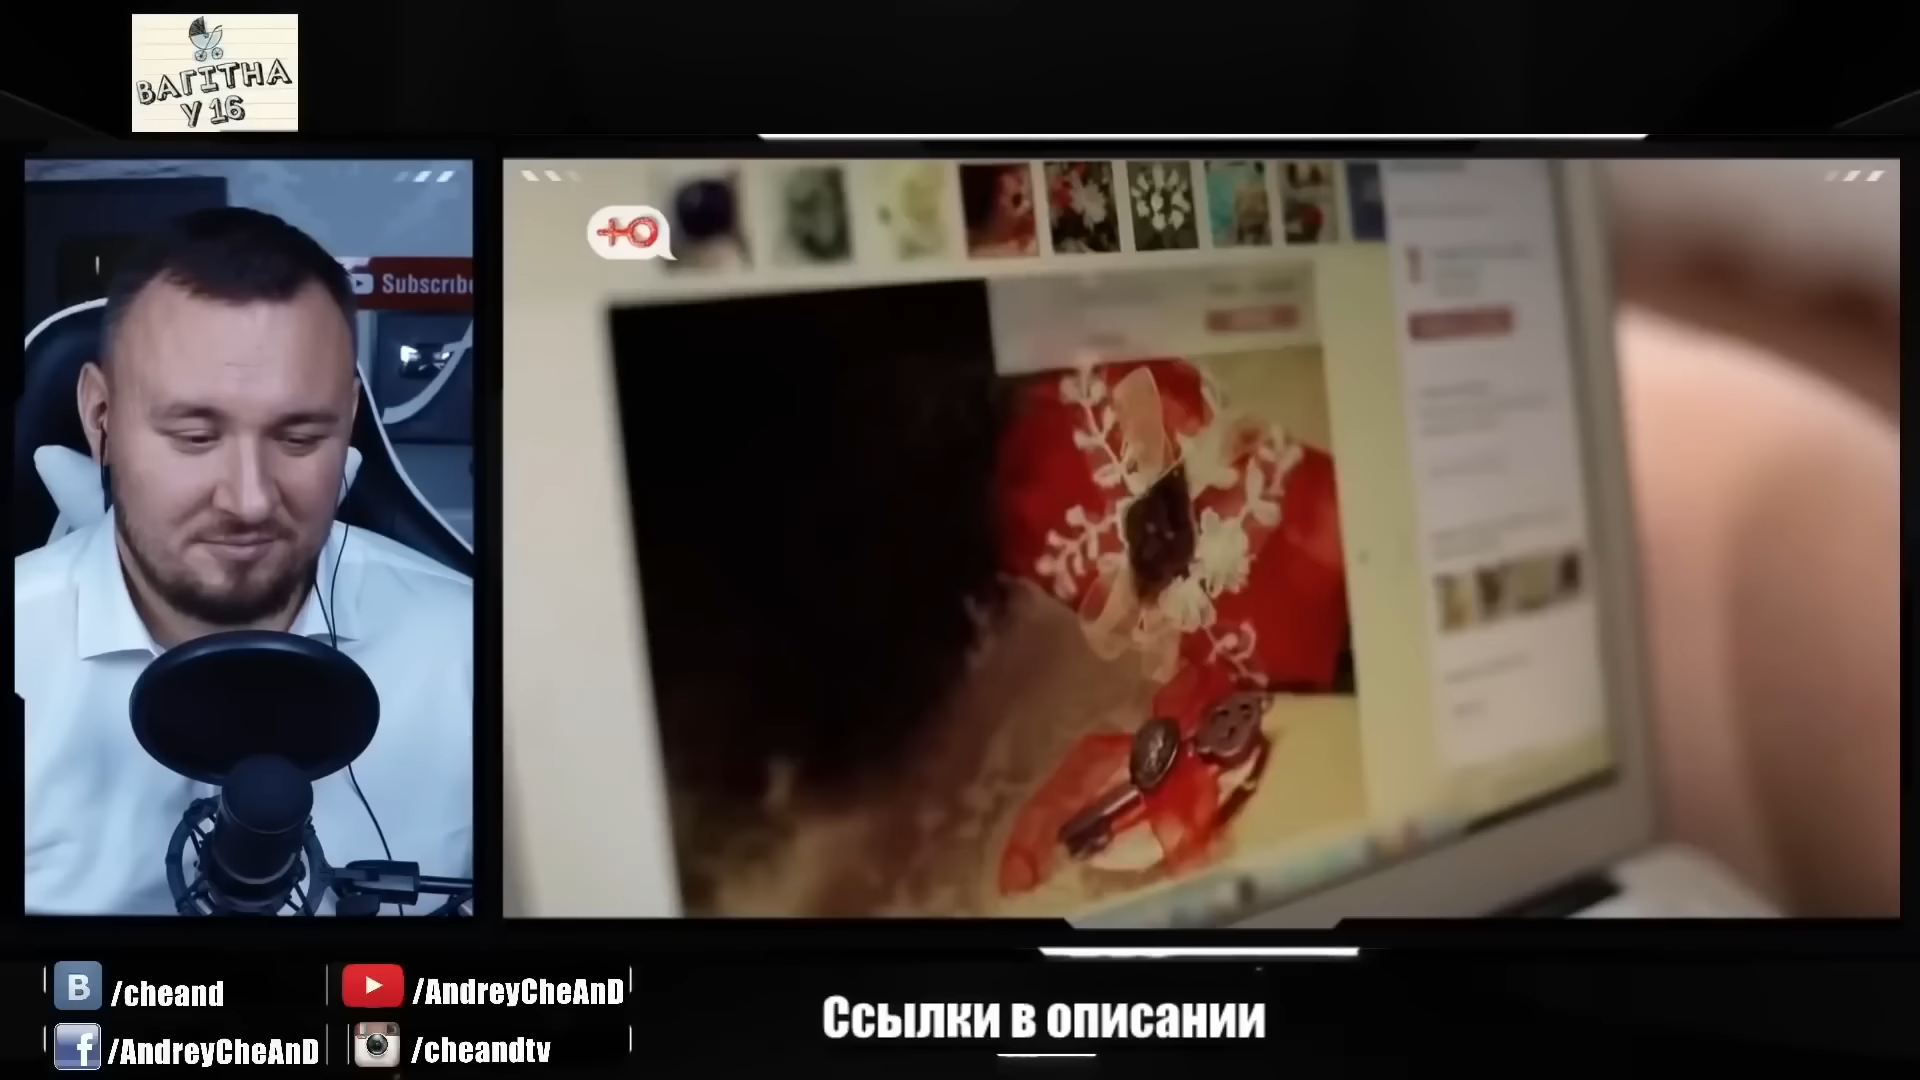 ВАГІТНА
У 16
Subscribe
Ю
В /cheand
/AndreyCheAnD
f /AndreyCheAnD
/cheandtv
Ссылки в описании